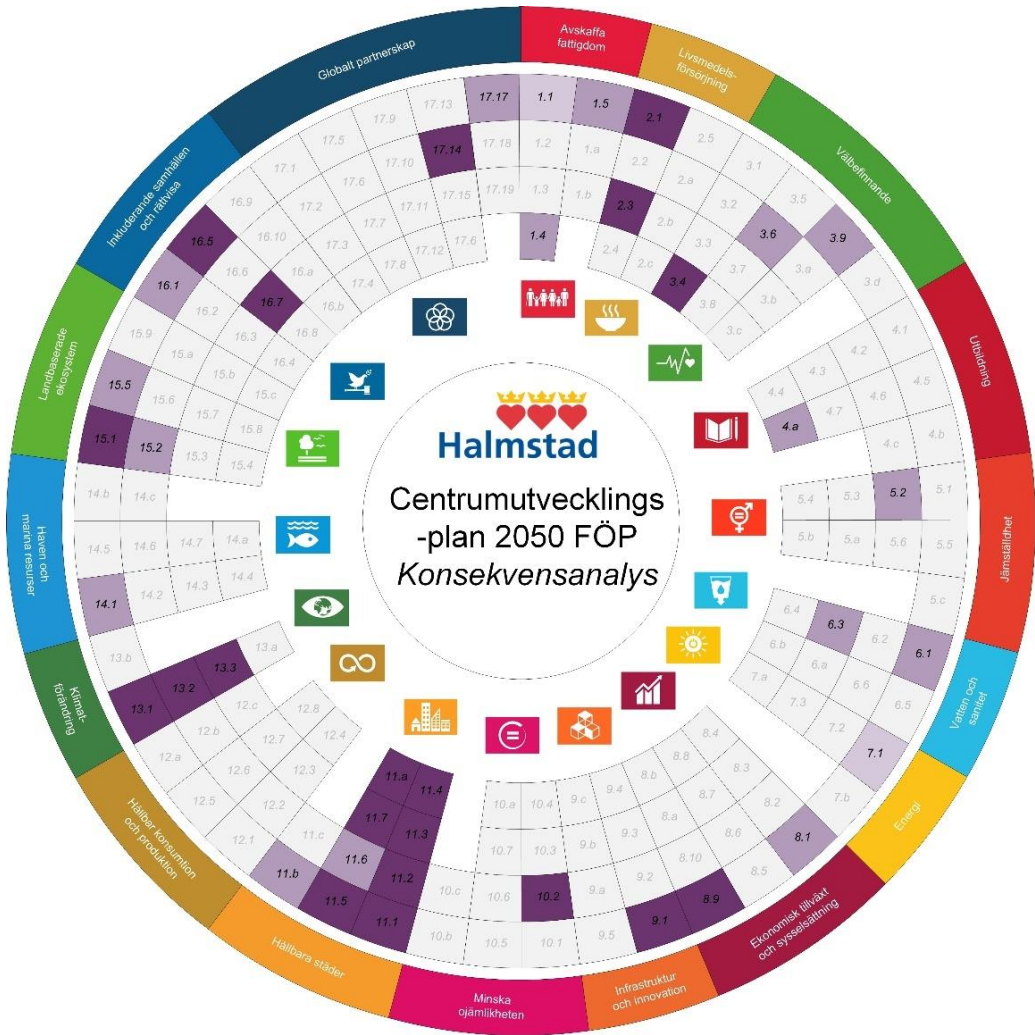 Avskaffa
fattigdom
Livsmedels-
försörjning
Välbefinnande
Utbildning
Jämställdhet
Vatten och
sanitet
Energi
Ekonomisk tillväxt
och sysselsättning
Infrastruktur
och innovation
Minska
ojämlikheten
Hållbara städer
Hållbar konsumtion
och produktion
Klimat-
förändring
Haven och
marina resurser
Landbaserade
ekosystem
Inkluderande samhällen
och rättvisa
Globalt partnerskap
1.1
1.5
1.2
1.a
1.3
1.b
1.4
2.1
2.5
2.2
2.a
2.3
2.b
2.4
2.c
3.1
3.5
3.9
3.d
3.2
3.6
3.a
3.3
3.7
3.b
3.4
3.8
3.c
4.1
4.5
4.b
4.2
4.6
4.c
4.3
4.7
4.4
4.a
5.1
5.5
5.c
5.2
5.6
5.3
5.a
5.4
5.b
6.1
6.5
6.2
6.6
6.3
6.a
6.4
6.b
7.1
7.b
7.2
7.3
7.a
8.1
8.5
8.9
8.2
8.6
8.10
8.3
8.7
8.a
8.4
8.b
9.1
9.5
9.2
9.a
9.3
9.b
9.4
9.c
10.1
10.5
10.b
10.2
10.6
10.c
10.3
10.7
10.4
10.a
11.1
11.5
11.b
11.2
11.6
11.c
11.3
11.7
11.4
11.a
12.1
12.5
12.a
12.2
12.6
12.b
12.3
12.7
12.c
12.4
12.8
13.1
13.b
13.2
13.3
13.a
14.1
14.5
14.b
14.2
14.6
14.c
14.3
14.7
14.4
14.a
15.1
15.5
15.9
15.2
15.6
15.a
15.3
15.7
15.b
15.4
15.8
15.c
16.1
16.5
16.9
16.2
16.6
16.10
16.3
16.7
16.a
16.4
16.8
16.b
17.1
17.5
17.9
17.13
17.17
17.2
17.6
17.10
17.14
17.18
17.3
17.7
17.11
17.15
17.19
17.4
17.8
17.12
17.6
Halmstad
Centrumutvecklings
-plan 2050 FÖP
Konsekvensanalys